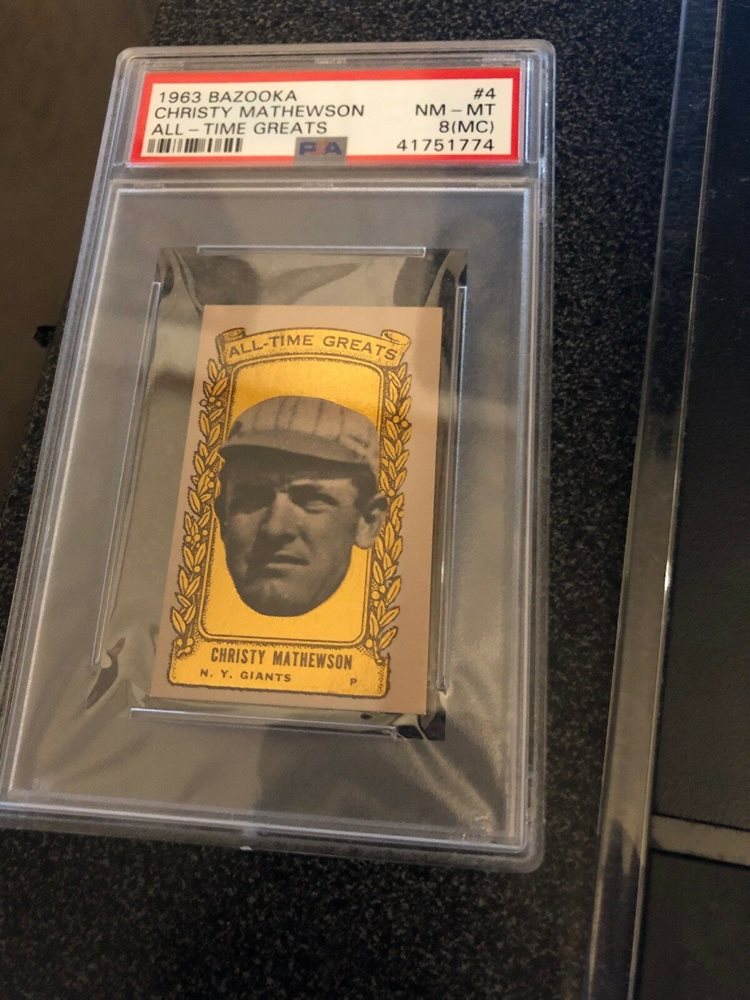 1963 BAZOOKA #4
CHRISTY MATHEWSON NM – MT
ALL – TIME GREATS 8(MC)
PSA 41751774
ALL-TIME GREATS
CHRISTY MATHEWSON
N. Y. GIANTS P